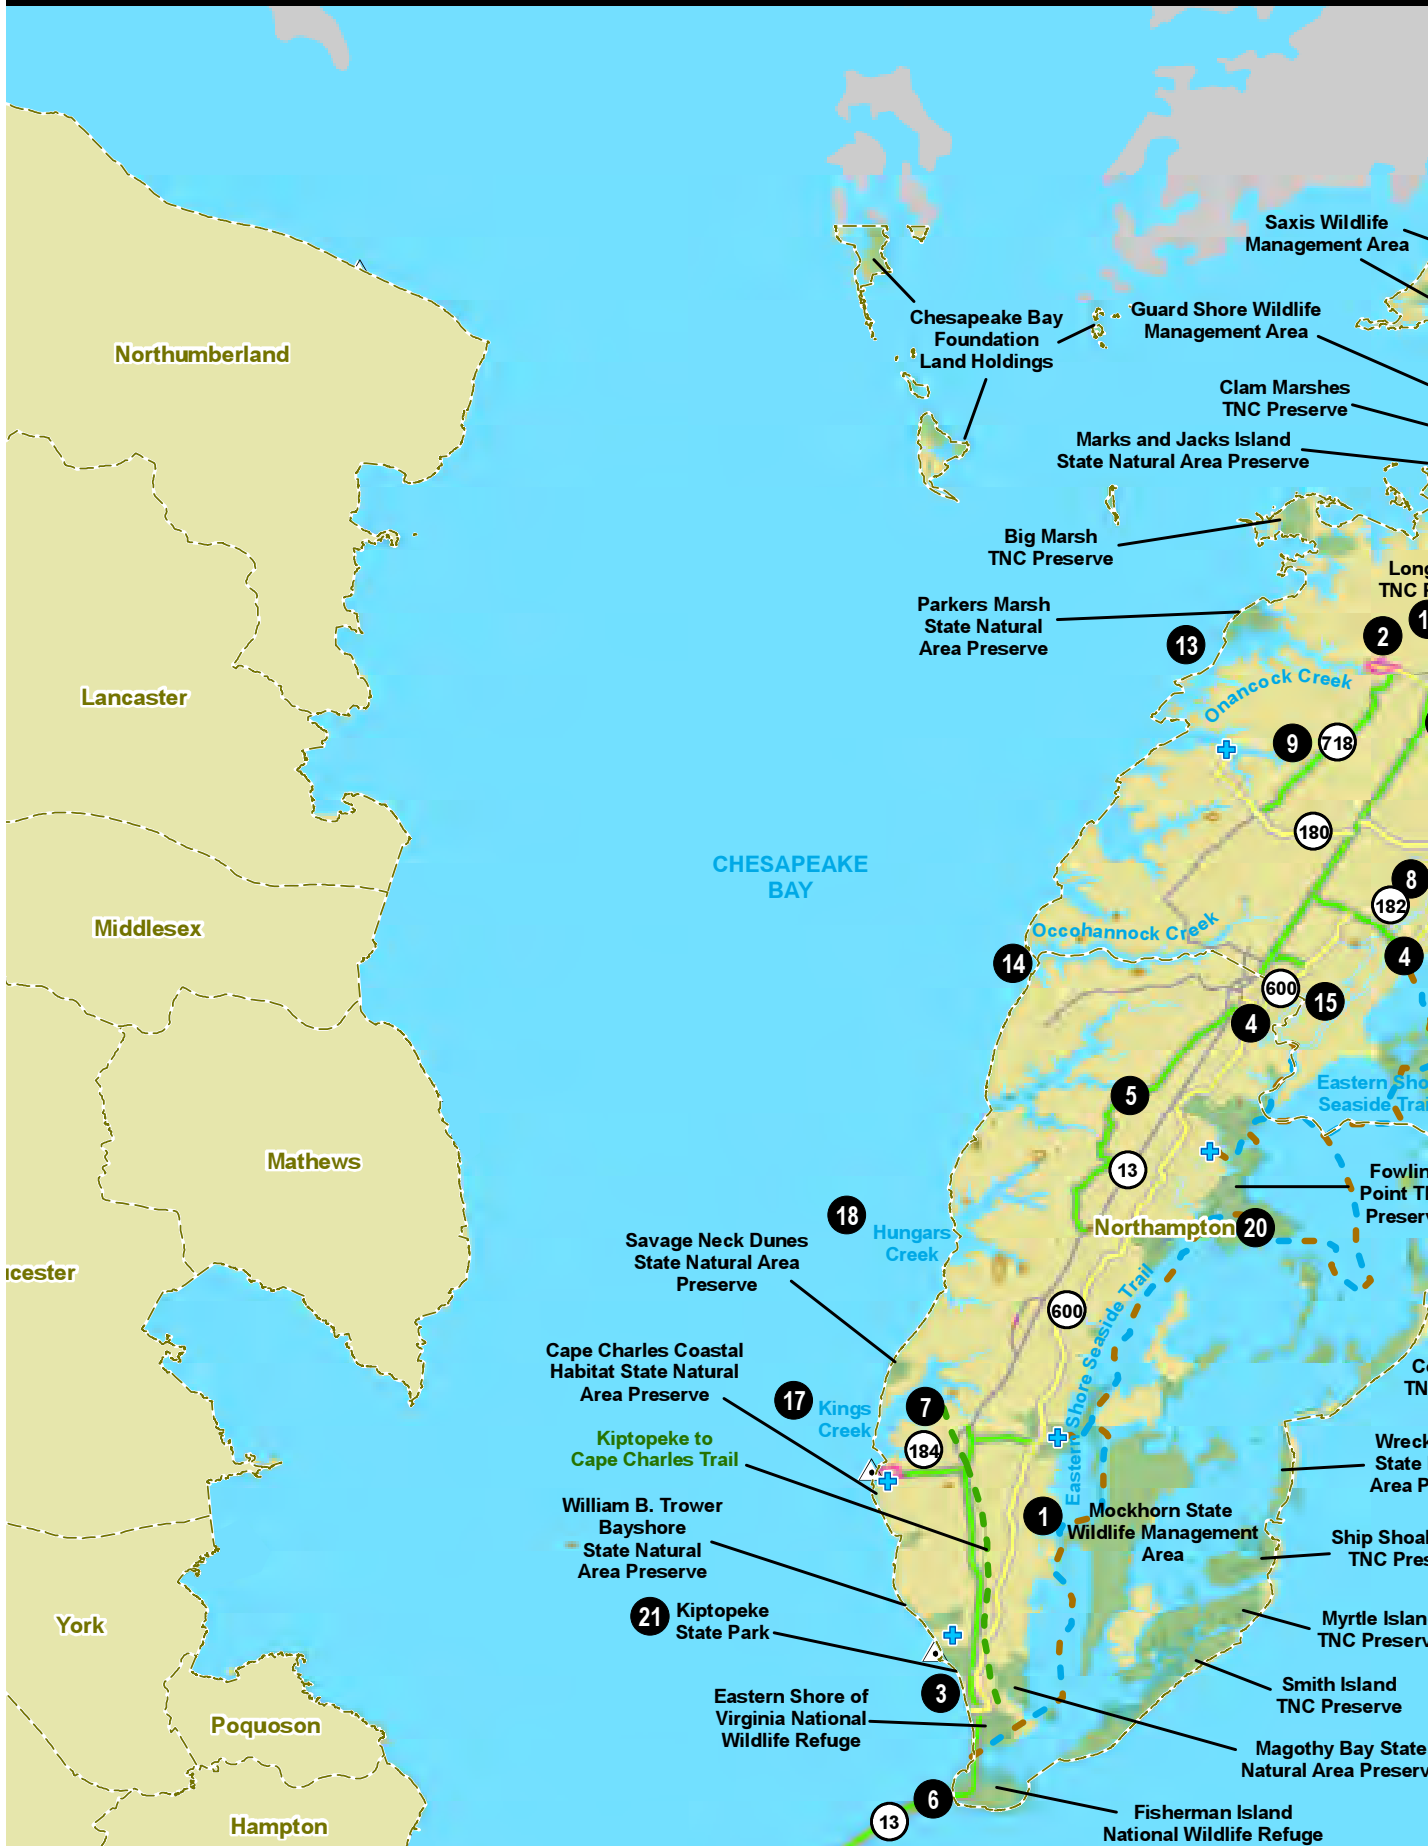 Saxis Wildlife
Management Area
Chesapeake Bay
Foundation
Land Holdings
Guard Shore Wildlife
Management Area
Northumberland
Clam Marshes
TNC Preserve
Marks and Jacks Island
State Natural Area Preserve
Big Marsh
TNC Preserve
Long
TNC P
Parkers Marsh
State Natural
Area Preserve
13
2
1
Onancock Creek
Lancaster
9
718
180
CHESAPEAKE
BAY
8
182
Middlesex
Occohannock Creek
14
4
600
15
4
5
Eastern Sho
Seaside Trai
Mathews
13
Fowlin
Point T
Preserv
18
Hungars
Creek
Northampton
20
Savage Neck Dunes
State Natural Area
Preserve
ucester
600
Eastern Shore Seaside Trail
Cape Charles Coastal
Habitat State Natural
Area Preserve
C
TN
17
Kings
Creek
7
184
Kiptopeke to
Cape Charles Trail
Wreck
State
Area P
William B. Trower
Bayshore
State Natural
Area Preserve
1
Mockhorn State
Wildlife Management
Area
Ship Shoal
TNC Pres
York
21
Kiptopeke
State Park
Myrtle Islan
TNC Preserv
3
Smith Island
TNC Preserve
Eastern Shore of
Virginia National
Wildlife Refuge
Poquoson
Magothy Bay State
Natural Area Preserv
6
13
Fisherman Island
National Wildlife Refuge
Hampton